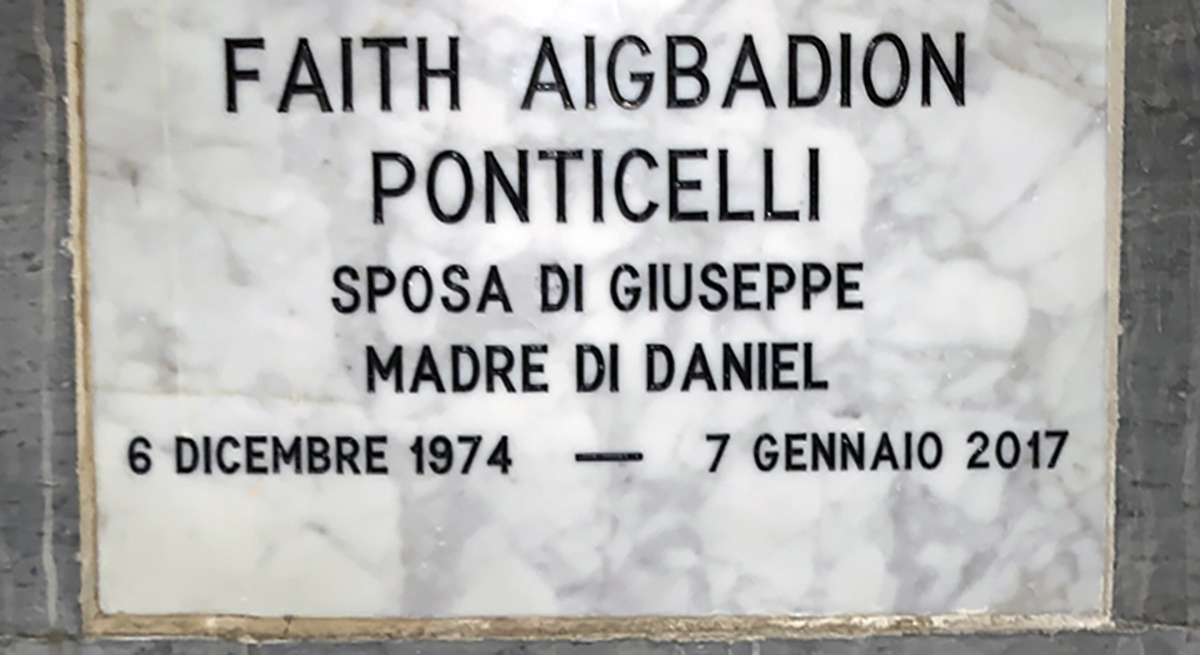 FAITH AIGBADION
PONTICELLI
SPOSA DI GIUSEPPE
MADRE DI DANIEL
6 DICEMBRE 1974 — 7 GENNAIO 2017